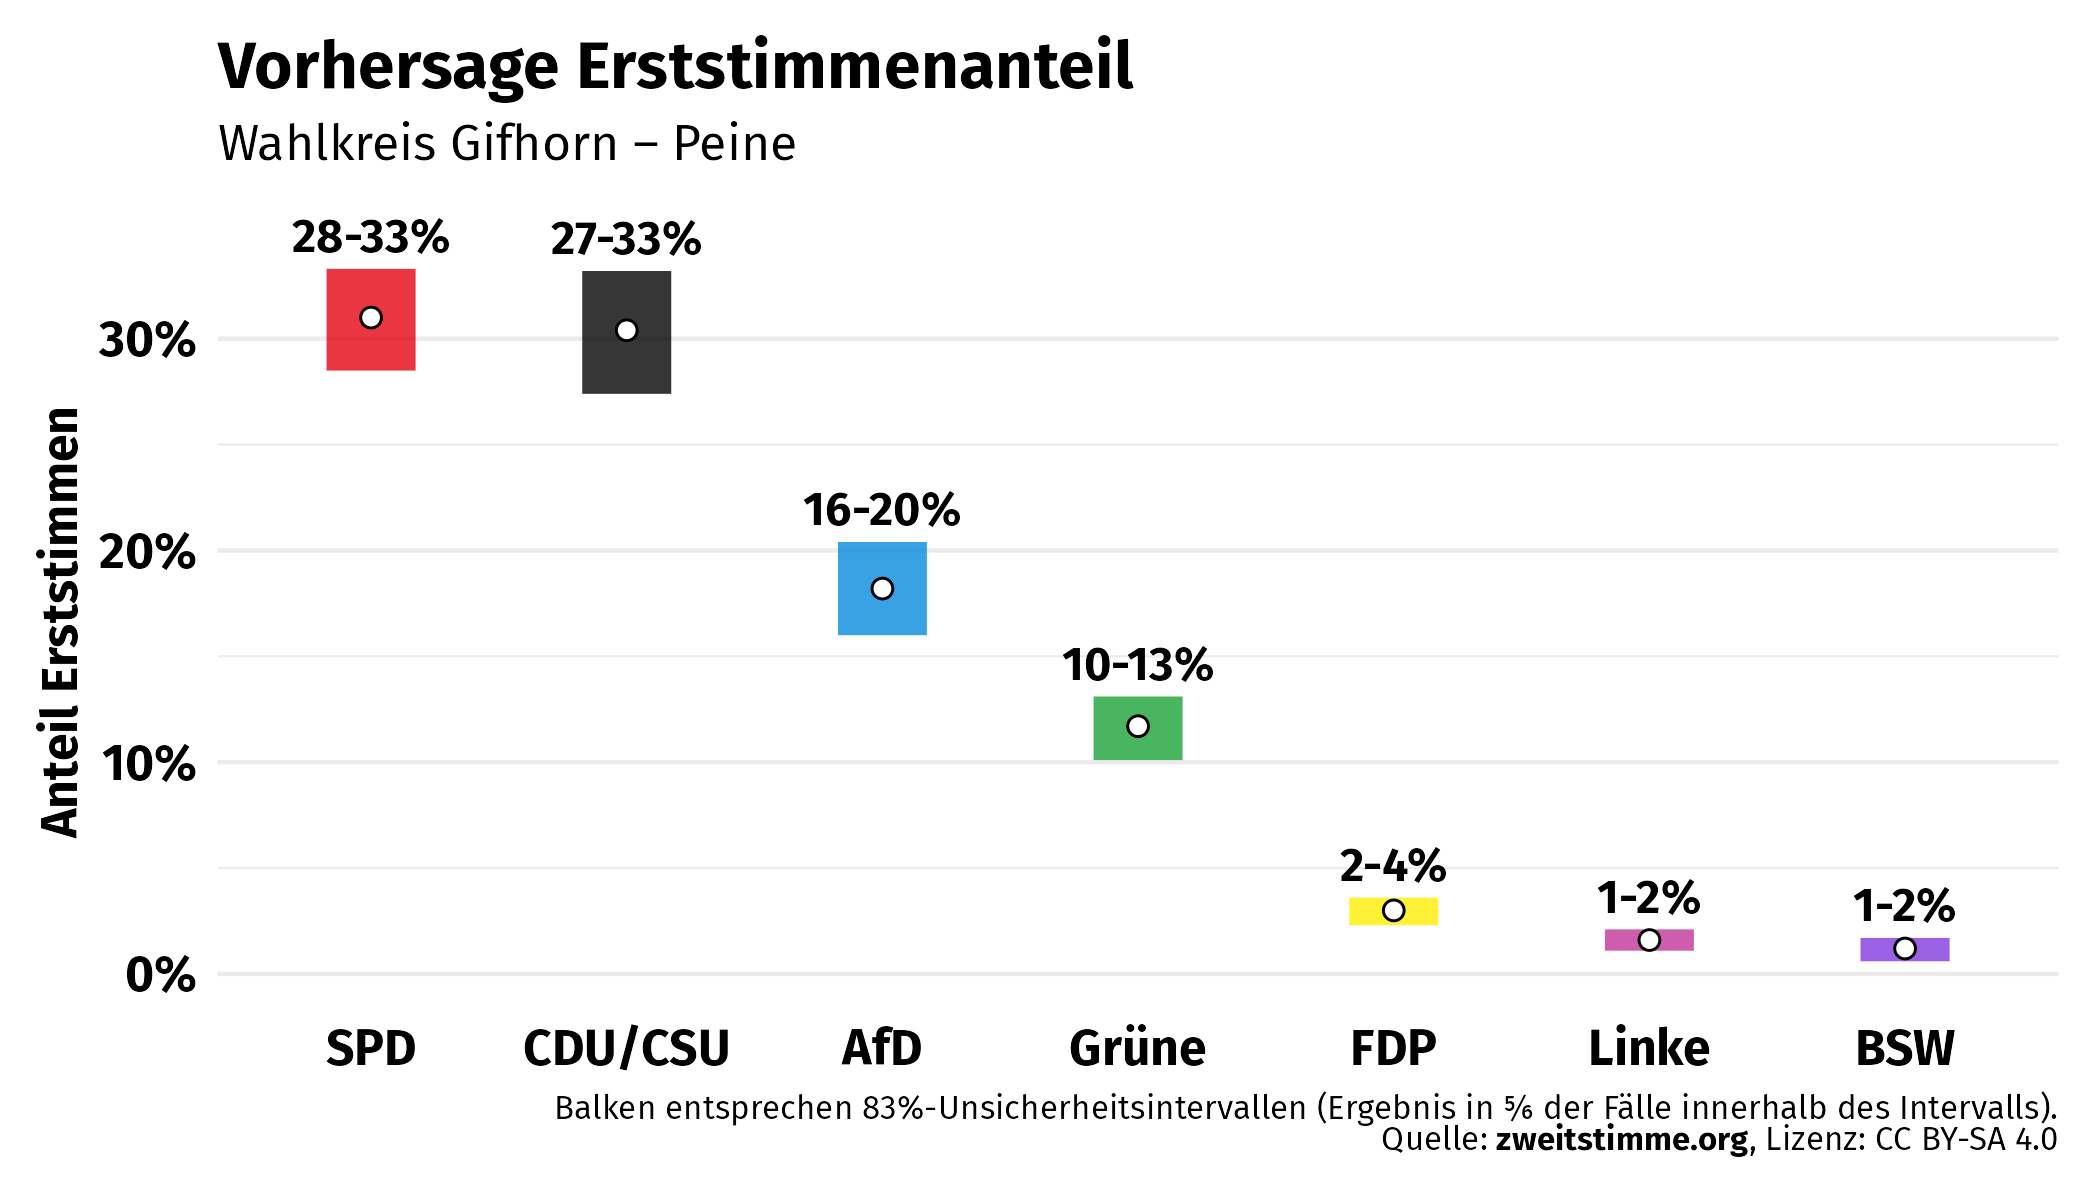 Vorhersage Erststimmenanteil
Wahlkreis Gifhorn – Peine
28-33%
27-33%
30%
16-20%
20%
10-13%
10%
2-4%
1-2%
1-2%
0%
Anteil Erststimmen
SPD CDU/CSU AfD Grüne FDP Linke BSW
Balken entsprechen 83%-Unsicherheitsintervallen (Ergebnis in ⅚ der Fälle innerhalb des Intervalls).
Quelle: zweitstimme.org, Lizenz: CC BY-SA 4.0